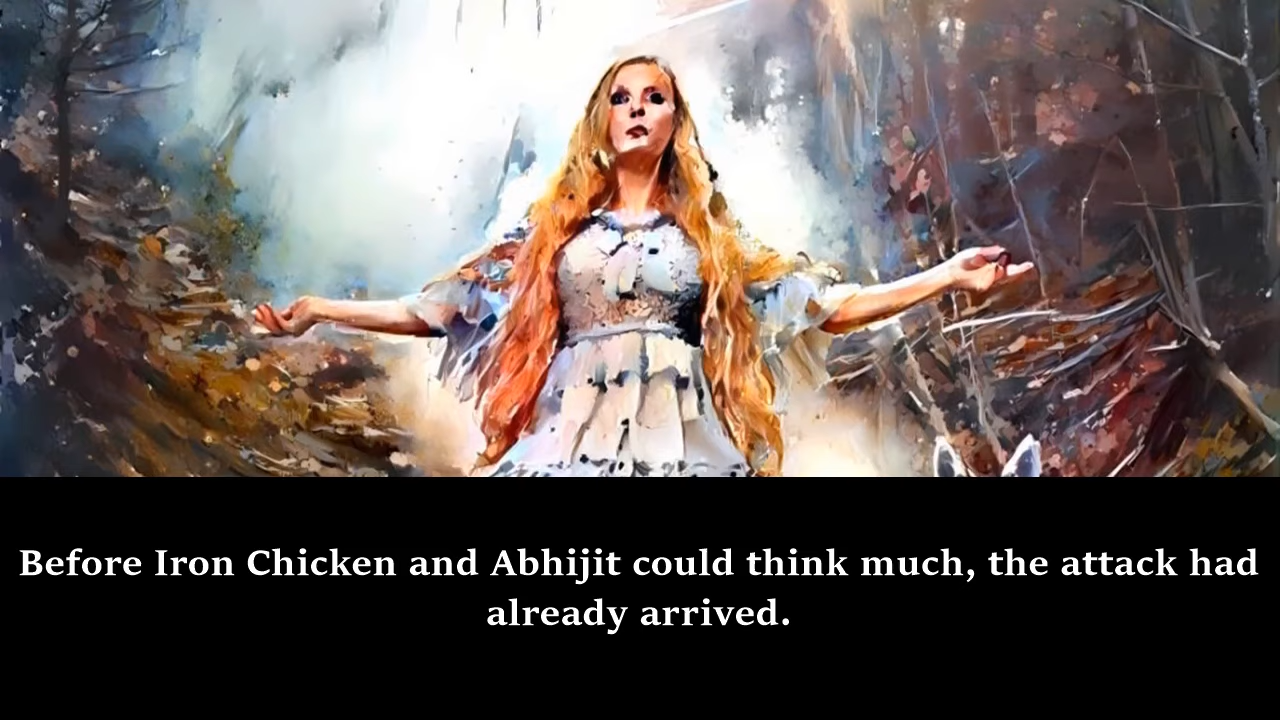 Before Iron Chicken and Abhijit could think much, the attack had
already arrived.